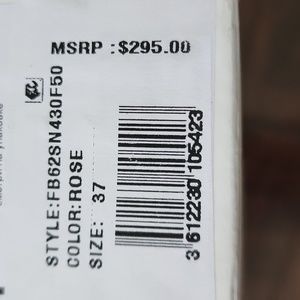 MSRP :$295.00
STYLE:FB62SN430F50
COLOR:ROSE
SIZE: 37
3 612230 105423